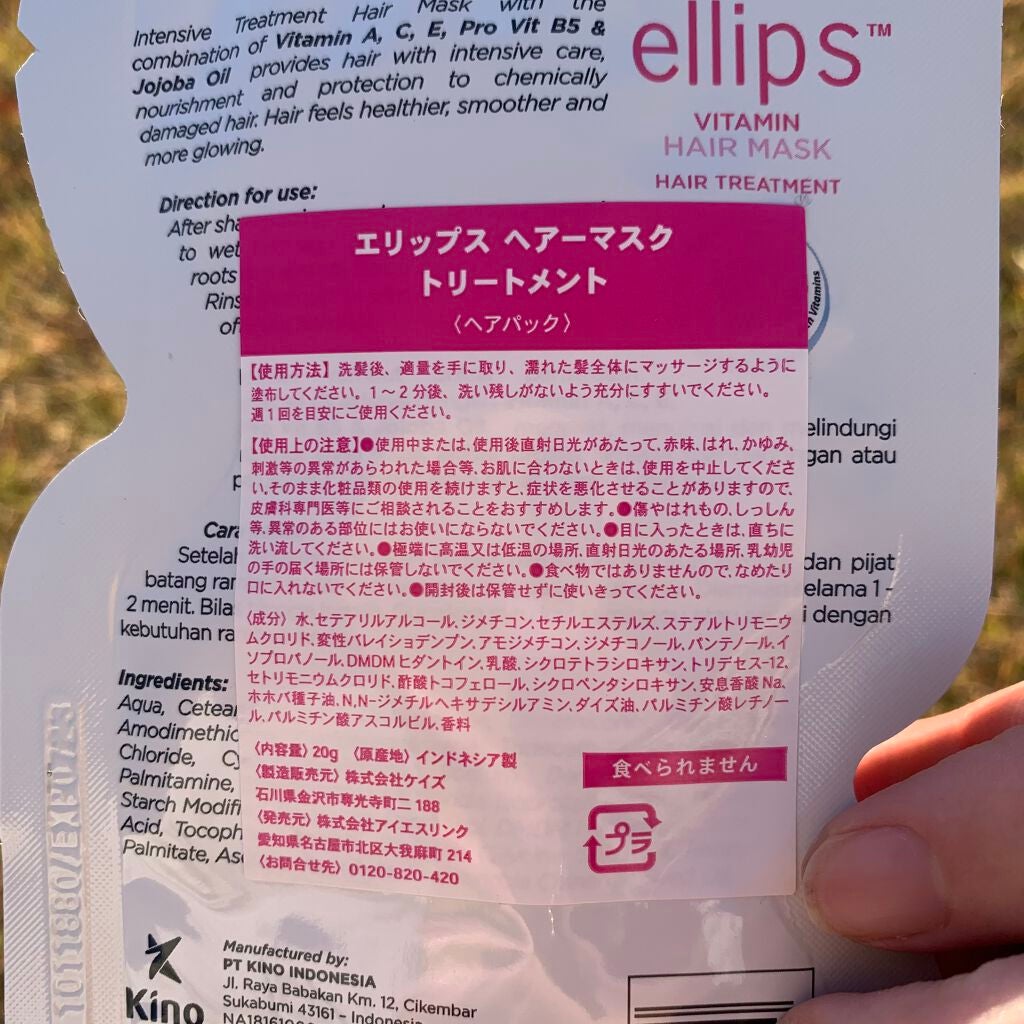 Intensive Treatment Hair Mask with the
combination of Vitamin A, C, E, Pro Vit B5 &
Jojoba Oil provides hair with intensive care,
nourishment and protection to chemically
damaged hair. Hair feels healthier, smoother and
more glowing.
ellips™
VITAMIN
HAIR MASK
HAIR TREATMENT
Direction for use:
After
to wet
roots
エリップス ヘアーマスク
トリートメント
〈ヘアパック〉
【使用方法】洗髪後、適量を手に取り、濡れた髪全体にマッサージするように
塗布してください。1～2分後、洗い残しがないよう充分にすすいでください。
週1回を目安にご使用ください。
【使用上の注意】●使用中または、使用後直射日光があたって、赤味、はれ、かゆみ、
刺激等の異常があらわれた場合等、お肌に合わないときは、使用を中止してくださ
い。そのまま化粧品類の使用を続けますと、症状を悪化させることがありますので、
皮膚科専門医等にご相談されることをおすすめします。●傷やはれもの、しっしん
等、異常のある部位にはお使いにならないでください。●目に入ったときは、直ちに
洗い流してください。●極端に高温又は低温の場所、直射日光のあたる場所、乳幼児
の手の届く場所には保管しないでください。●食べ物ではありませんので、なめたり
口に入れないでください。●開封後は保管せずに使いきってください。
〈成分〉水、セテアリルアルコール、ジメチコン、セチルエステルズ、ステアルトリモニウ
ムクロリド、変性バレイショデンプン、アモジメチコン、ジメチコノール、パンテノール、イ
ソプロパノール、DMDMヒダントイン、乳酸、シクロテトラシロキサン、トリデセス-12、
セトリモニウムクロリド、酢酸トコフェロール、シクロペンタシロキサン、安息香酸Na、
ホホバ種子油、N,N-ジメチルヘキサデシルアミン、ダイズ油、パルミチン酸レチノー
ル、パルミチン酸アスコルビル、香料
〈内容量〉20g 〈原産地〉インドネシア製
〈製造販売元〉株式会社ケイズ
石川県金沢市専光寺町二 188
〈発売元〉株式会社アイエスリンク
愛知県名古屋市北区大我麻町 214
〈お問合せ先〉0120-820-420
食べられません
プラ
elindungi
gan atau
Setelah
dan pijat
batang
elama 1 -
2 menit. Bila
i dengan
kebutuhan
Ingredients:
Aqua,
Chloride,
Palmitamine,
Starch
Acid,
Palmitate,
1011880/EXP0723
Kino
Manufactured by:
PT KINO INDONESIA
Jl. Raya Babakan Km. 12, Cikembar
Sukabumi 43161 - Indonesia